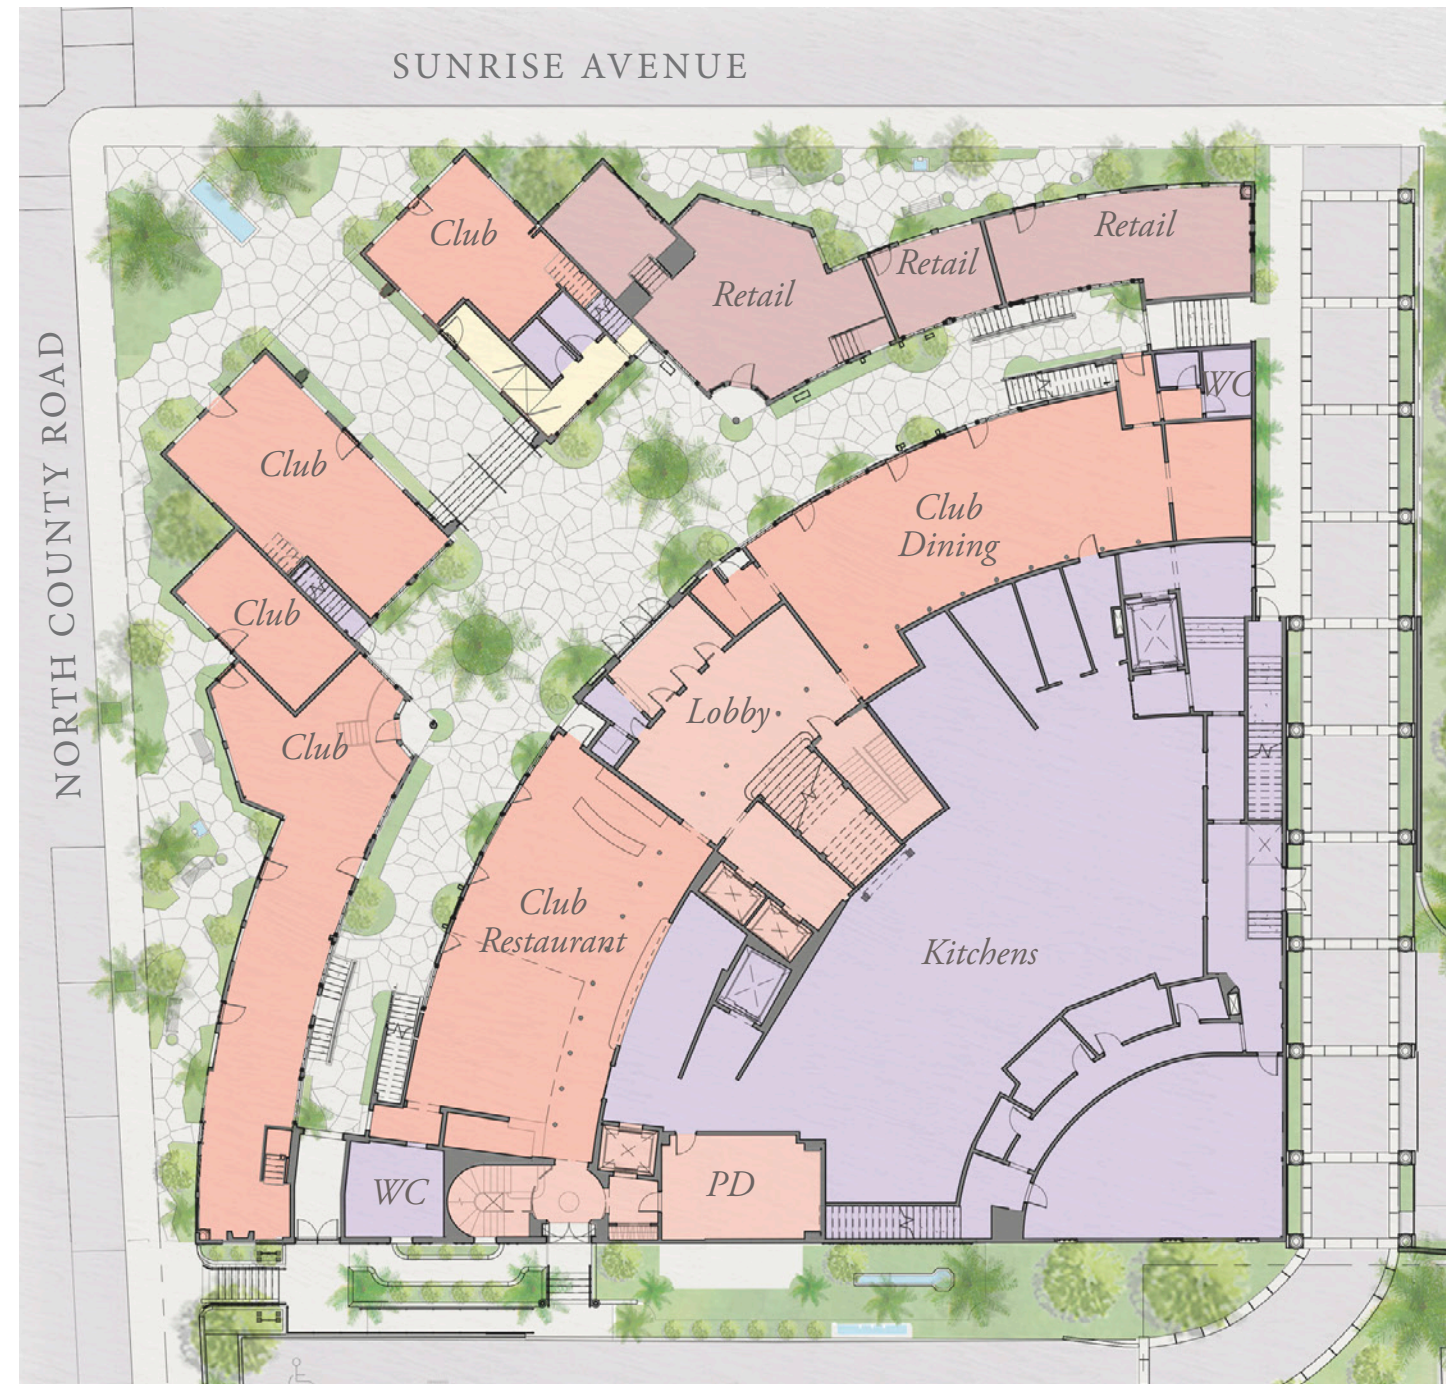 SUNRISE AVENUE
NORTH COUNTY ROAD
Club
Retail
Retail
Retail
WC
Club
Club
Dining
Club
Lobby
Club
Club
Restaurant
Kitchens
WC
PD